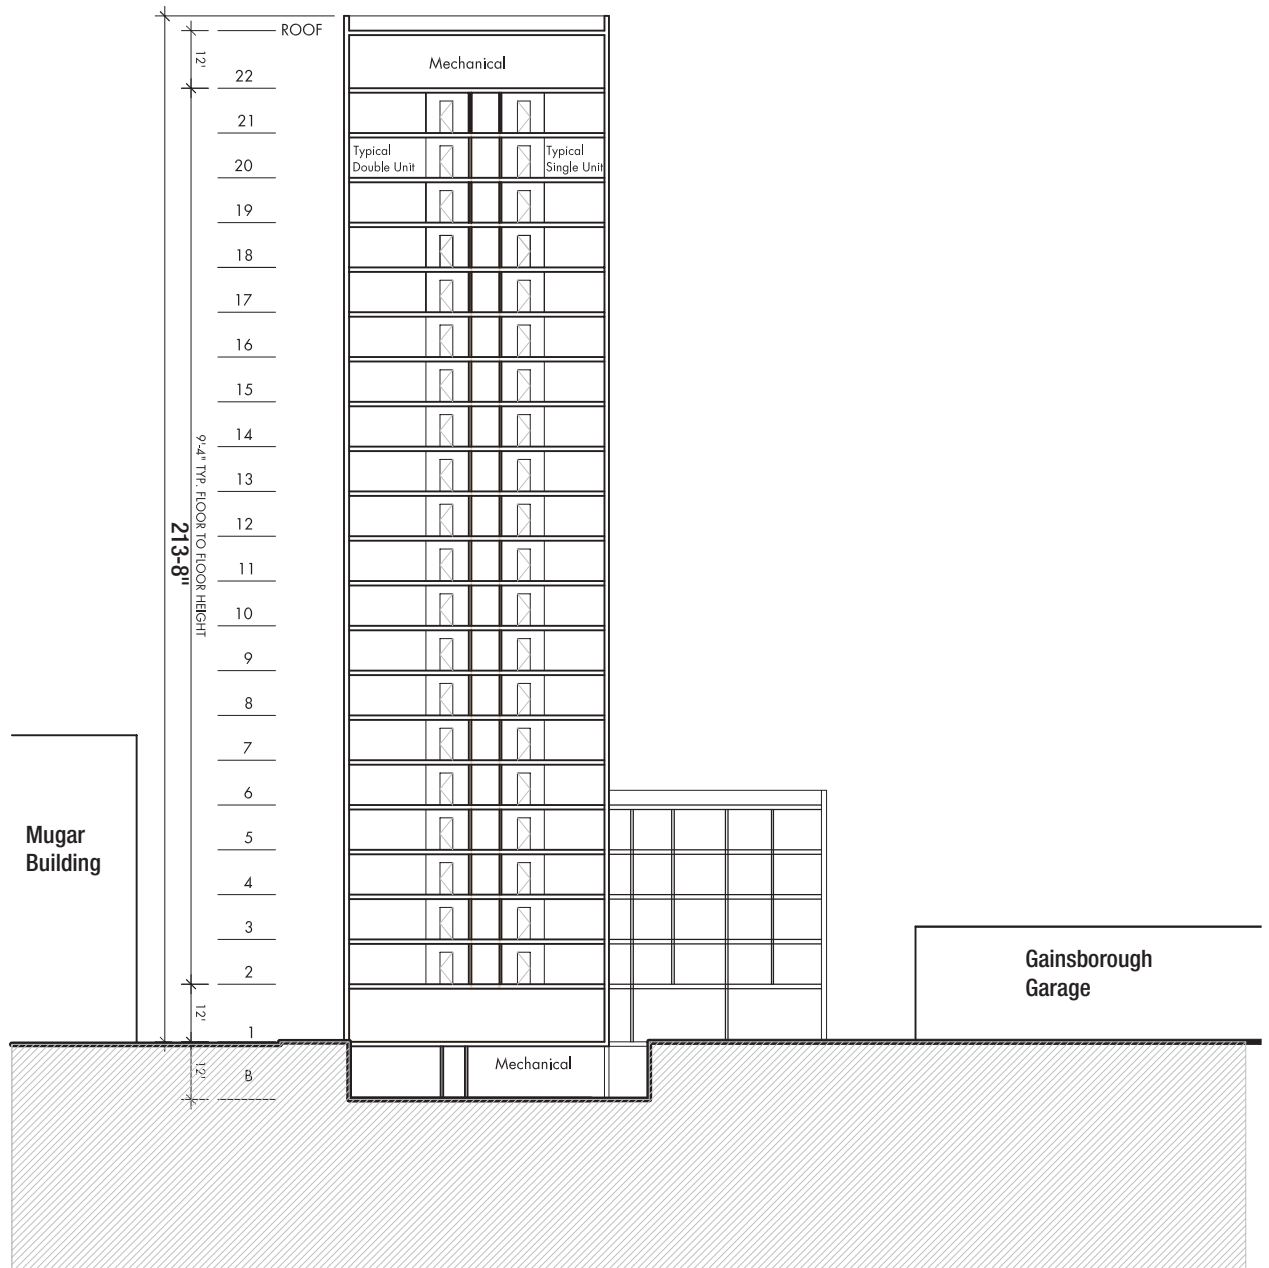 ROOF
12'
Mechanical
22
21
Typical
Double Unit
Typical
Single Unit
20
19
18
17
16
15
14
13
12
11
10
9
8
7
6
5
4
3
2
1
B
9'-4" TYP. FLOOR TO FLOOR HEIGHT
213-8"
12'
12'
Mechanical
Mugar
Building
Gainsborough
Garage